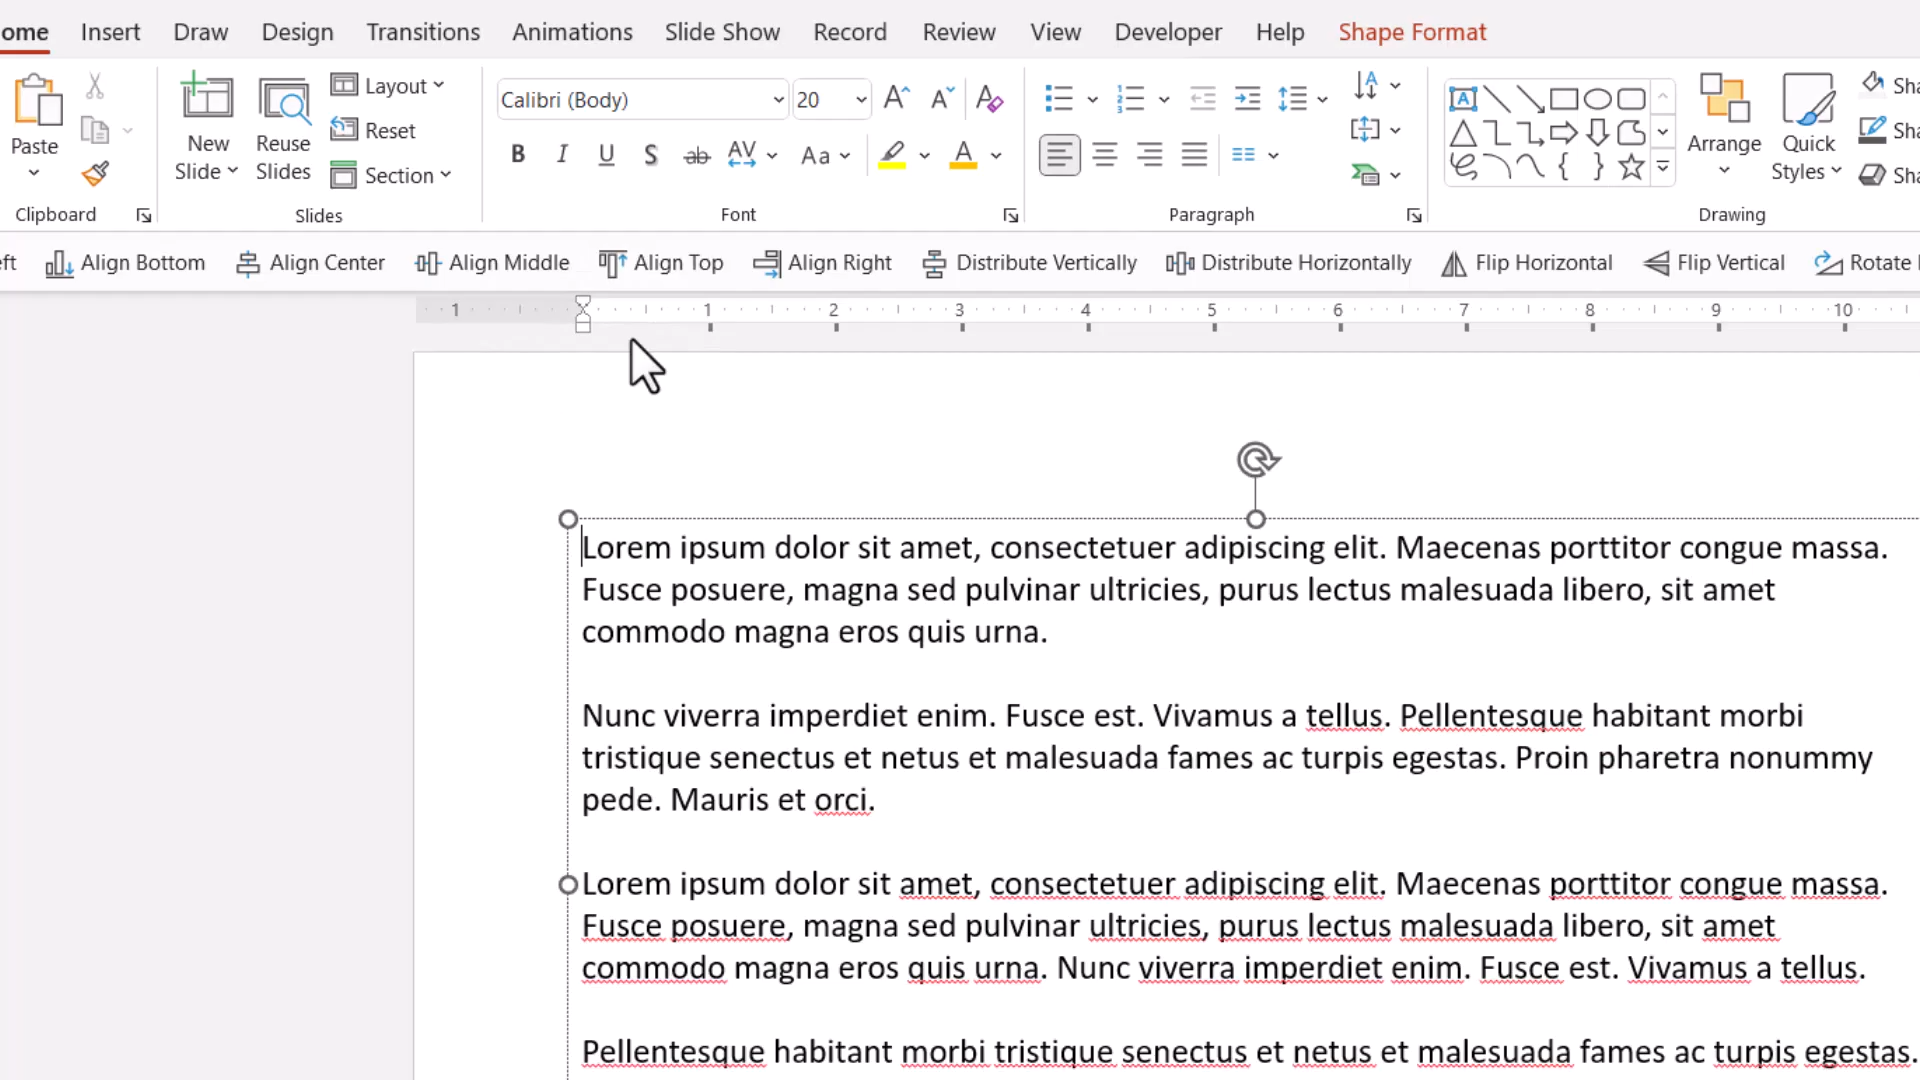 ome Insert Draw Design Transitions Animations Slide Show Record Review View Developer Help Shape Format
Paste
Clipboard
New
Slide
Reuse
Slides
Layout
Reset
Section
Slides
Calibri (Body) 20
B I U S ab AV Aa A
Font
Paragraph
Arrange
Quick
Styles
Sha
Sha
Sha
Drawing
eft Align Bottom Align Center Align Middle Align Top Align Right Distribute Vertically Distribute Horizontally Flip Horizontal Flip Vertical Rotate
1 1 2 3 4 5 6 7 8 9 10
Lorem ipsum dolor sit amet, consectetuer adipiscing elit. Maecenas porttitor congue massa.
Fusce posuere, magna sed pulvinar ultricies, purus lectus malesuada libero, sit amet
commodo magna eros quis urna.
Nunc viverra imperdiet enim. Fusce est. Vivamus a tellus. Pellentesque habitant morbi
tristique senectus et netus et malesuada fames ac turpis egestas. Proin pharetra nonummy
pede. Mauris et orci.
Lorem ipsum dolor sit amet, consectetuer adipiscing elit. Maecenas porttitor congue massa.
Fusce posuere, magna sed pulvinar ultricies, purus lectus malesuada libero, sit amet
commodo magna eros quis urna. Nunc viverra imperdiet enim. Fusce est. Vivamus a tellus.
Pellentesque habitant morbi tristique senectus et netus et malesuada fames ac turpis egestas.